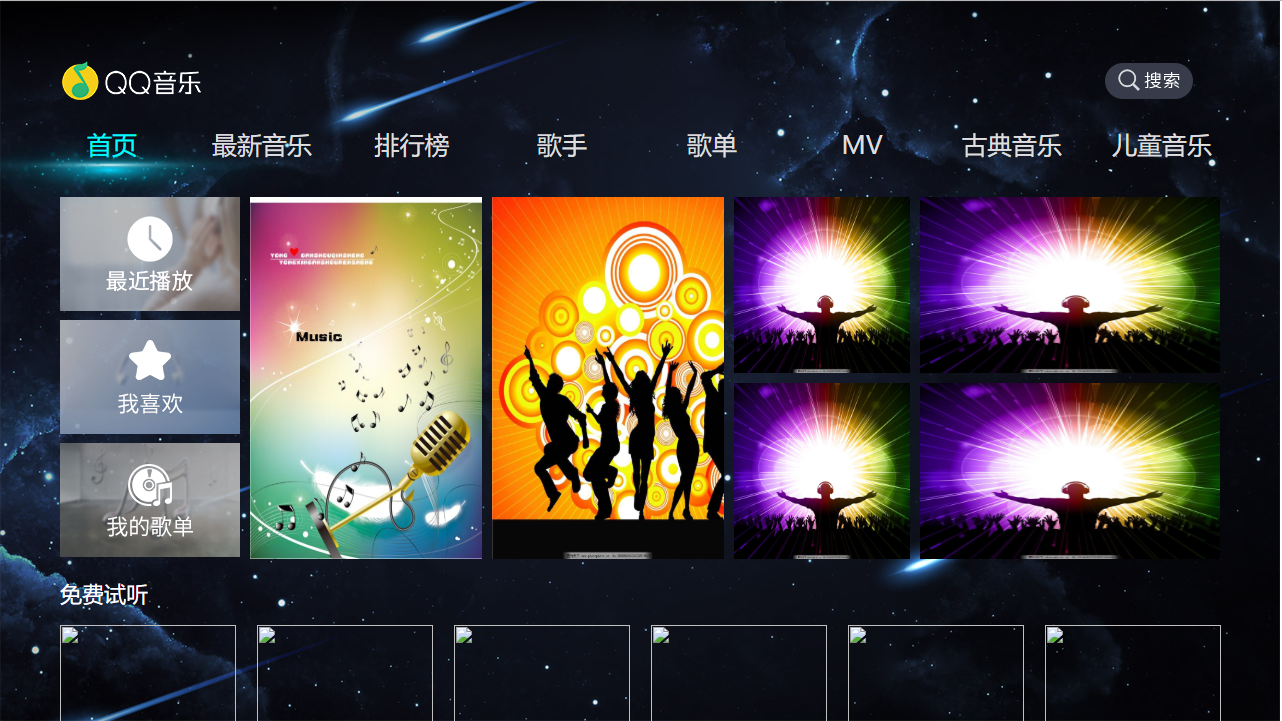 QQ音乐
搜索
首页
最新音乐
排行榜
歌手
歌单
MV
古典音乐
儿童音乐
最近播放
我喜欢
我的歌单
Music
免费试听